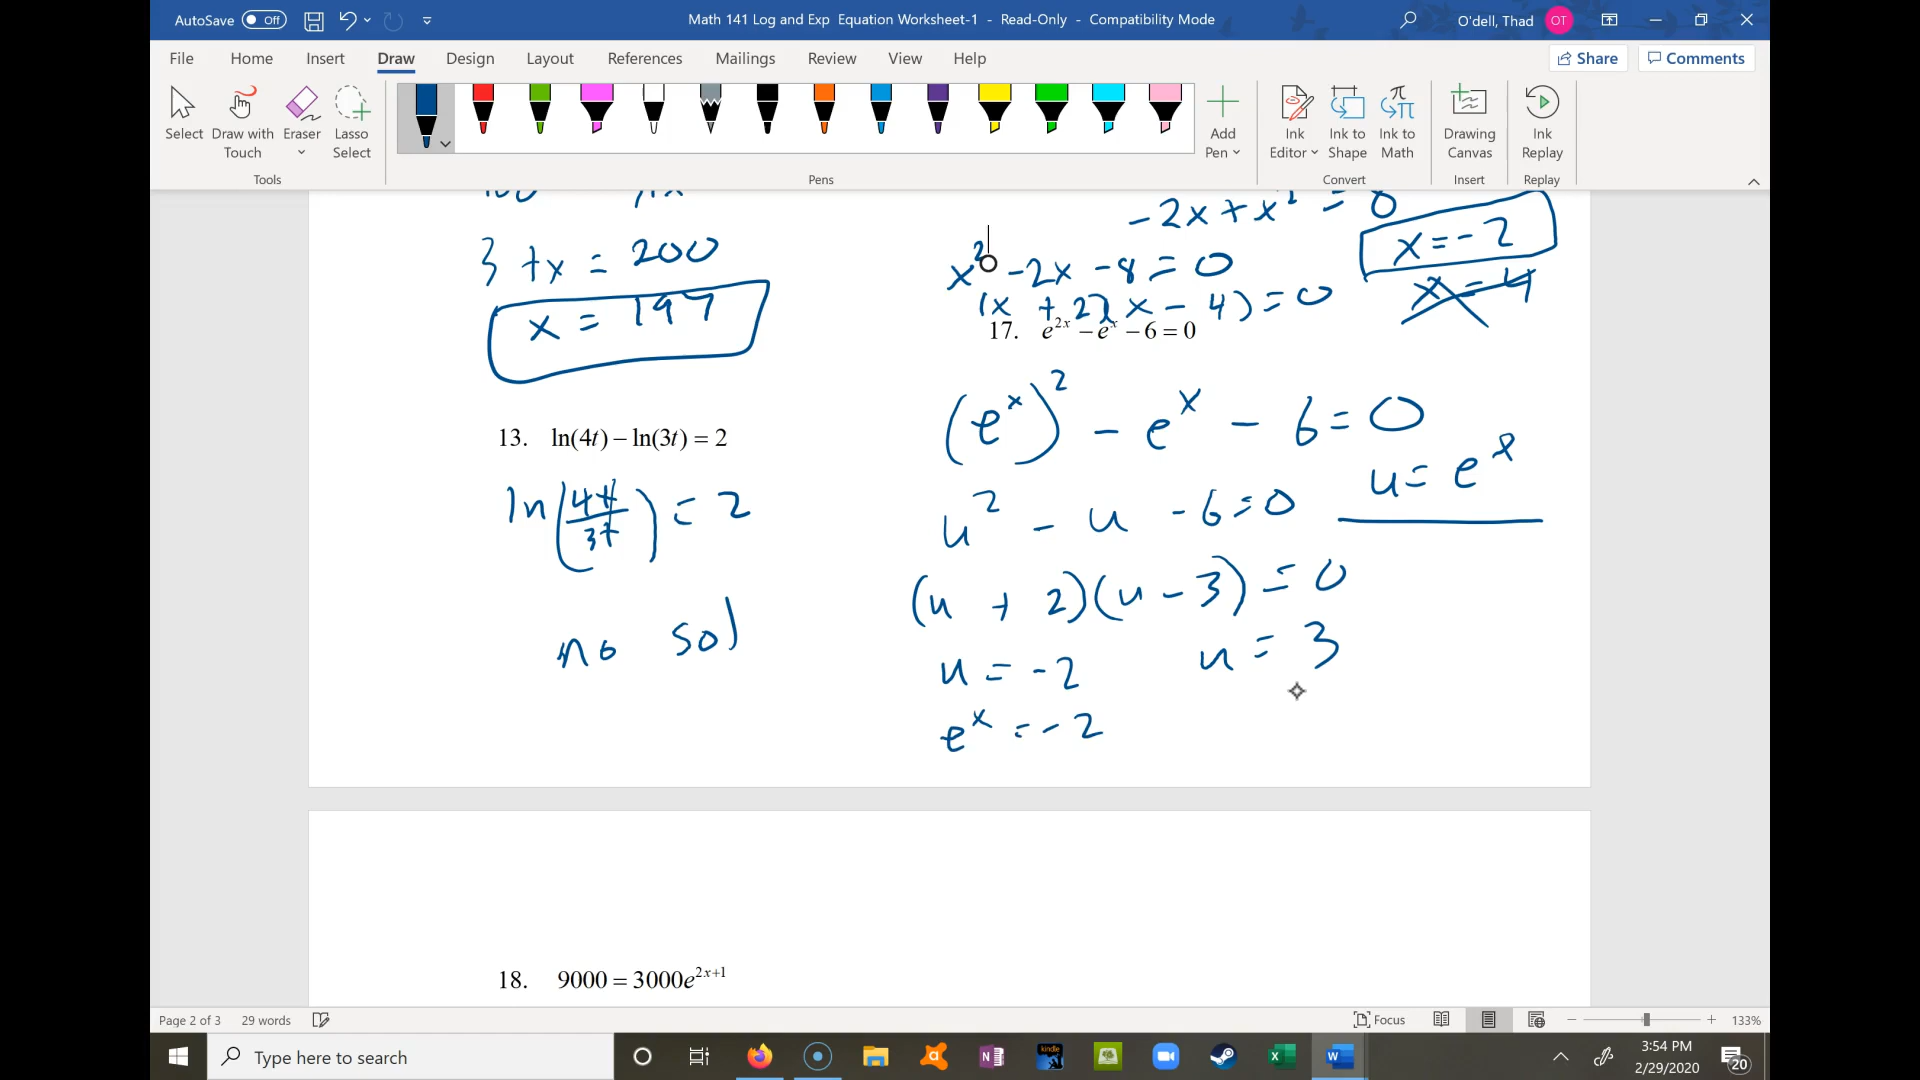 AutoSave Off
Math 141 Log and Exp Equation Worksheet-1 - Read-Only - Compatibility Mode
O'dell, Thad OT
File Home Insert Draw Design Layout References Mailings Review View Help
Share Comments
Select Draw with Touch Eraser Lasso Select
Add Pen Ink Editor Ink to Shape Ink to Math Drawing Canvas Ink Replay
Tools Pens Convert Insert Replay
3 + x = 200
x = 197
13. ln(4t) − ln(3t) = 2
ln(4t/3t) = 2
no sol
-2x + x² = 8
x² - 2x - 8 = 0
(x + 2)(x - 4) = 0
x = -2
x = 4
17. e^{2x} − e^x − 6 = 0
(e^x)² - e^x - 6 = 0
u = e^x
u² - u - 6 = 0
(u + 2)(u - 3) = 0
u = -2 u = 3
e^x = -2
18. 9000 = 3000e^{2x+1}
Page 2 of 3 29 words
Focus 133%
Type here to search
3:54 PM
2/29/2020
20